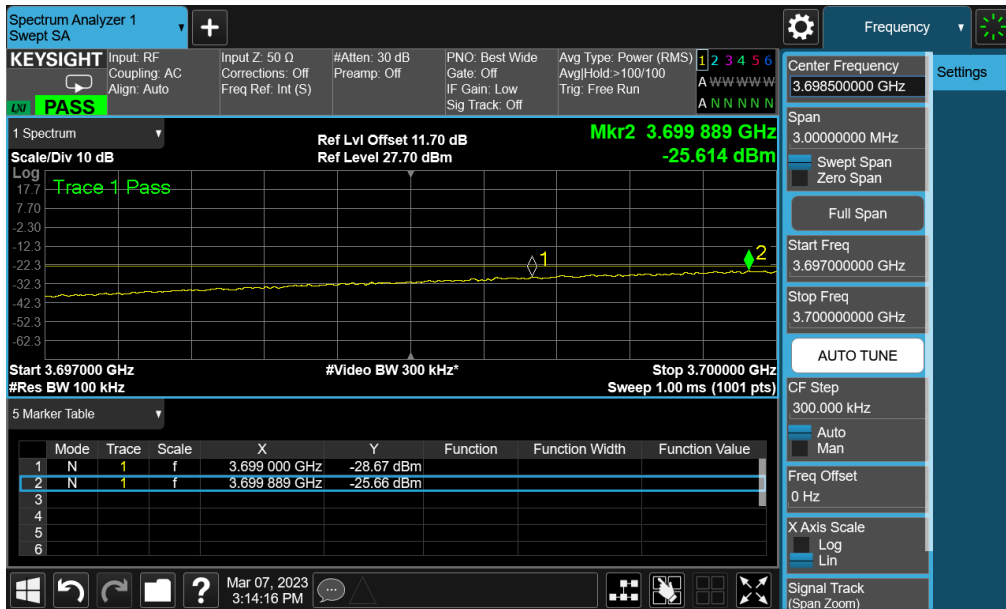 Spectrum Analyzer 1
Swept SA
+
Frequency
KEYSIGHT
LXI
PASS
Input: RF
Coupling: AC
Align: Auto
Input Z: 50 Ω
Corrections: Off
Freq Ref: Int (S)
#Atten: 30 dB
Preamp: Off
PNO: Best Wide
Gate: Off
IF Gain: Low
Sig Track: Off
Avg Type: Power (RMS)
Avg|Hold:>100/100
Trig: Free Run
1 2 3 4 5 6
A W W W W W
A N N N N N
1 Spectrum
Scale/Div 10 dB
Ref Lvl Offset 11.70 dB
Ref Level 27.70 dBm
Mkr2 3.699 889 GHz
-25.614 dBm
Log
Trace 1 Pass
17.7
7.70
-2.30
-12.3
-22.3
-32.3
-42.3
-52.3
-62.3
1
2
Start 3.697000 GHz
#Res BW 100 kHz
#Video BW 300 kHz*
Stop 3.700000 GHz
Sweep 1.00 ms (1001 pts)
5 Marker Table
Mode Trace Scale X Y Function Function Width Function Value
1 N 1 f 3.699 000 GHz -28.67 dBm
2 N 1 f 3.699 889 GHz -25.66 dBm
3
4
5
6
?
Mar 07, 2023
3:14:16 PM
Center Frequency
3.698500000 GHz
Settings
Span
3.00000000 MHz
Swept Span
Zero Span
Full Span
Start Freq
3.697000000 GHz
Stop Freq
3.700000000 GHz
AUTO TUNE
CF Step
300.000 kHz
Auto
Man
Freq Offset
0 Hz
X Axis Scale
Log
Lin
Signal Track
(Span Zoom)